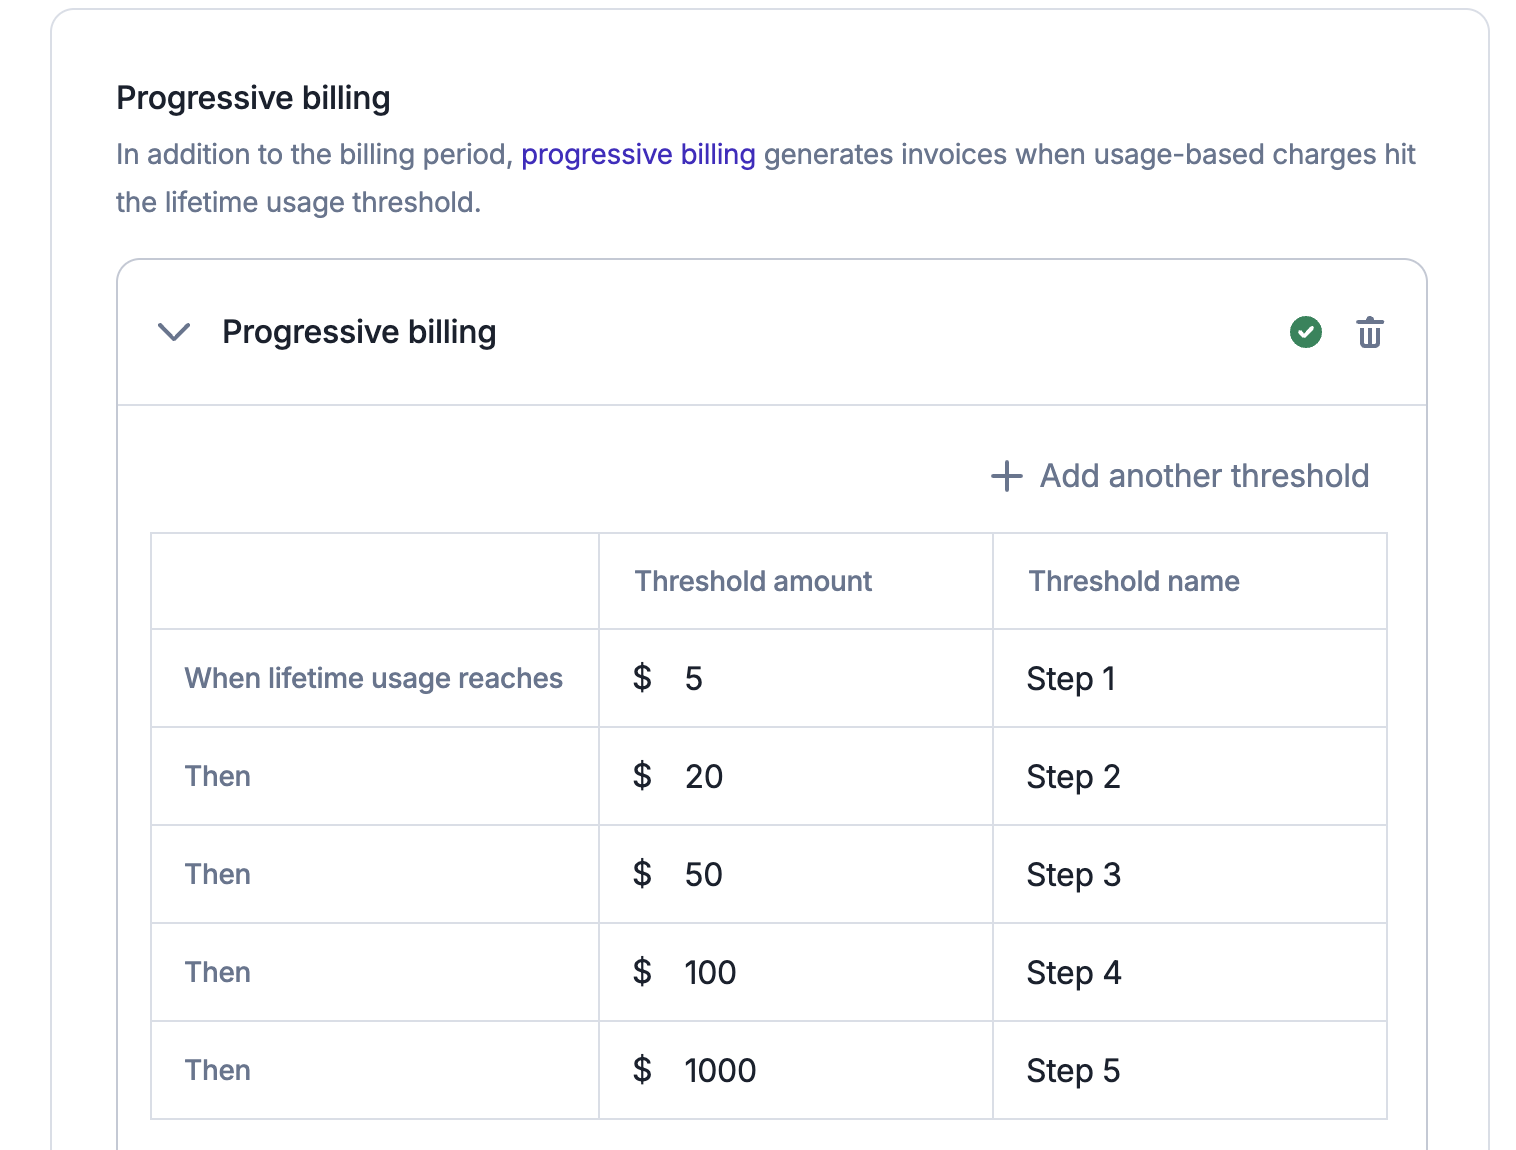 Progressive billing
In addition to the billing period, progressive billing generates invoices when usage-based charges hit
the lifetime usage threshold.
Progressive billing
Add another threshold
Threshold amount Threshold name
When lifetime usage reaches $ 5 Step 1
Then $ 20 Step 2
Then $ 50 Step 3
Then $ 100 Step 4
Then $ 1000 Step 5